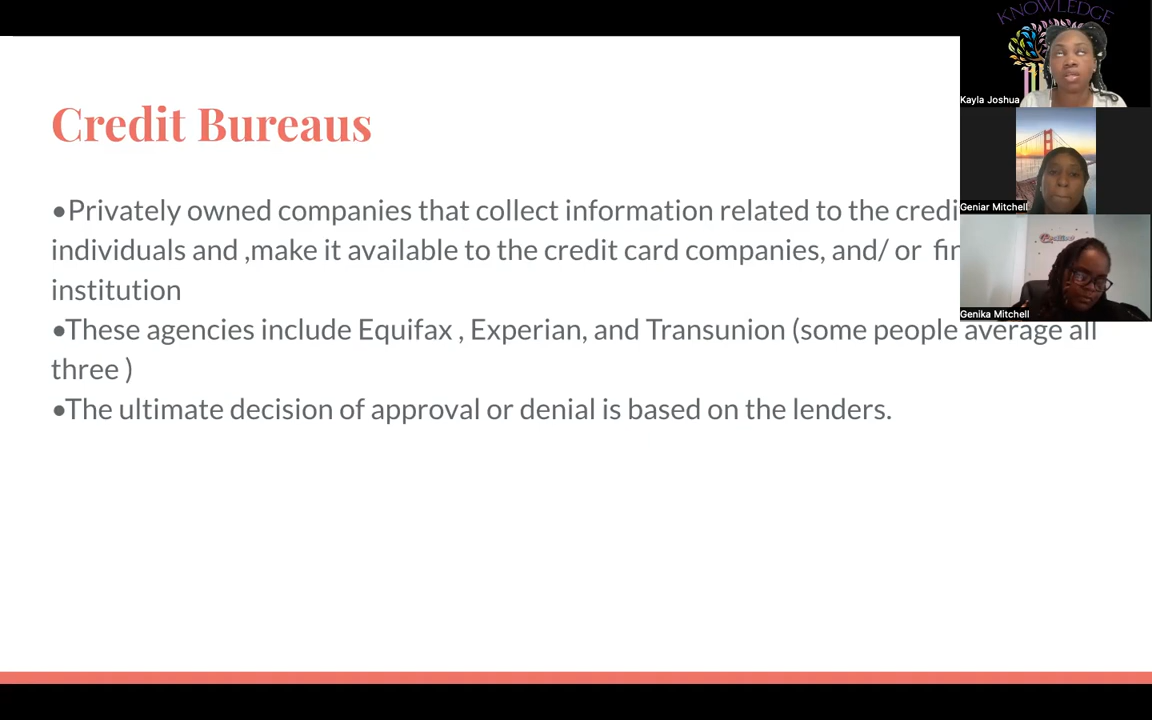 KNOWLEDGE
Kayla Joshua
Credit Bureaus
Geniar Mitchell
•Privately owned companies that collect information related to the
individuals and ,make it available to the credit card companies, and/ or
institution
Genika Mitchell
•These agencies include Equifax , Experian, and Transunion (some people average all
three )
•The ultimate decision of approval or denial is based on the lenders.